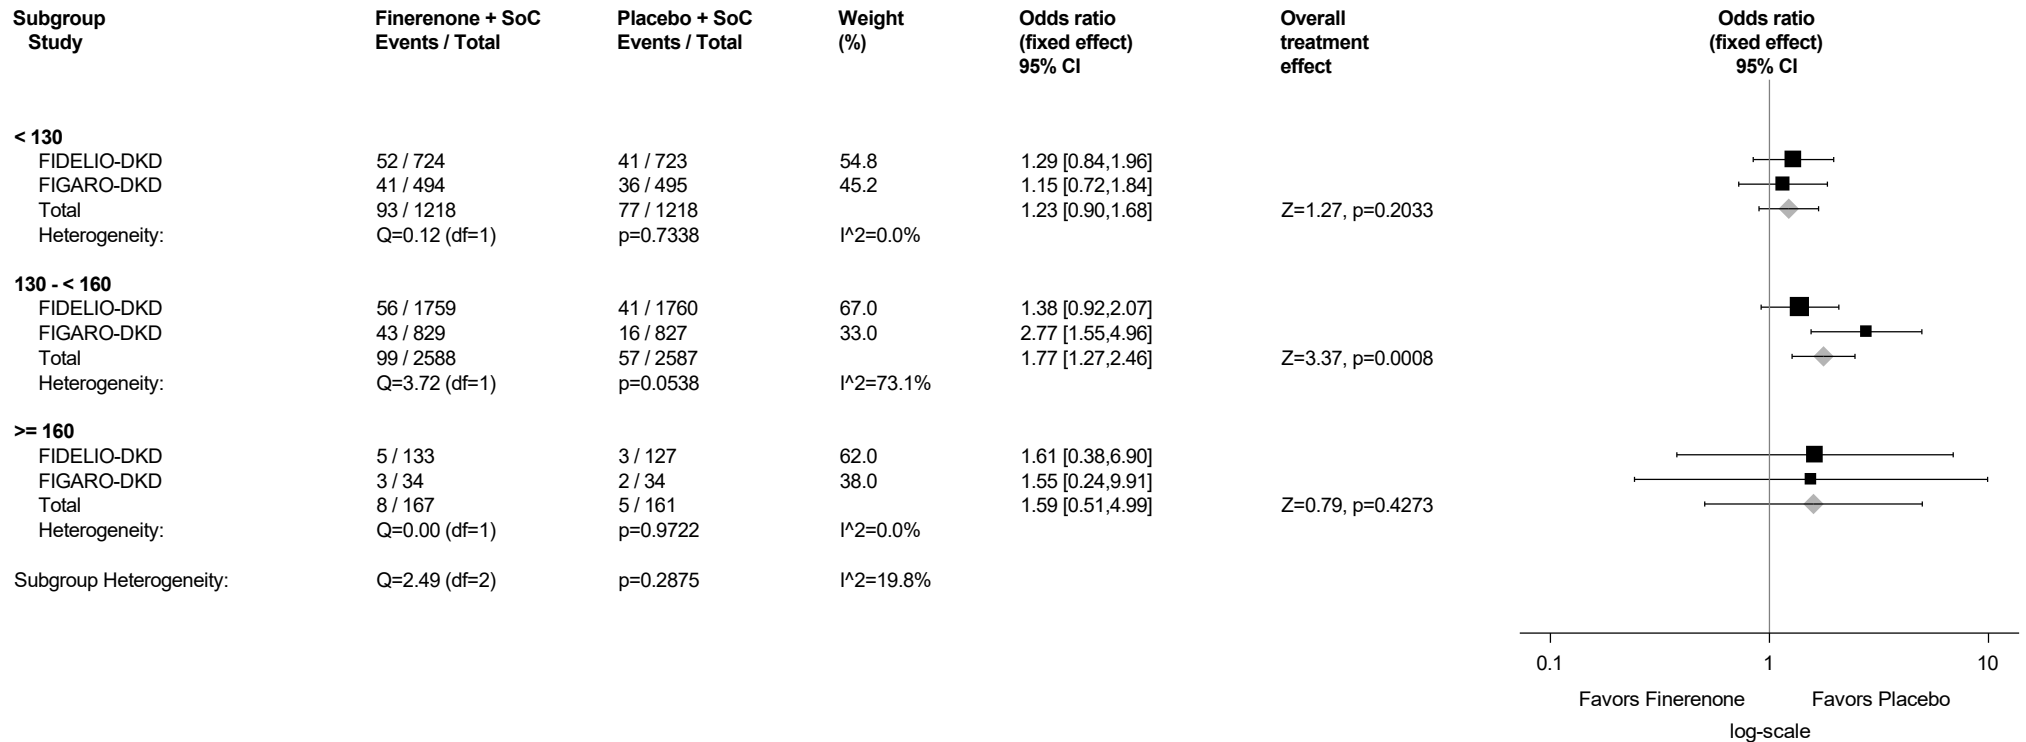 Subgroup Finerenone + SoC Placebo + SoC Weight Odds ratio Overall Odds ratio
Study Events / Total Events / Total (%) (fixed effect) treatment (fixed effect)
95% CI effect 95% CI
< 130
FIDELIO-DKD 52 / 724 41 / 723 54.8 1.29 [0.84,1.96]
FIGARO-DKD 41 / 494 36 / 495 45.2 1.15 [0.72,1.84]
Total 93 / 1218 77 / 1218 1.23 [0.90,1.68] Z=1.27, p=0.2033
Heterogeneity: Q=0.12 (df=1) p=0.7338 I^2=0.0%
130 - < 160
FIDELIO-DKD 56 / 1759 41 / 1760 67.0 1.38 [0.92,2.07]
FIGARO-DKD 43 / 829 16 / 827 33.0 2.77 [1.55,4.96]
Total 99 / 2588 57 / 2587 1.77 [1.27,2.46] Z=3.37, p=0.0008
Heterogeneity: Q=3.72 (df=1) p=0.0538 I^2=73.1%
>= 160
FIDELIO-DKD 5 / 133 3 / 127 62.0 1.61 [0.38,6.90]
FIGARO-DKD 3 / 34 2 / 34 38.0 1.55 [0.24,9.91]
Total 8 / 167 5 / 161 1.59 [0.51,4.99] Z=0.79, p=0.4273
Heterogeneity: Q=0.00 (df=1) p=0.9722 I^2=0.0%
Subgroup Heterogeneity: Q=2.49 (df=2) p=0.2875 I^2=19.8%
0.1 1 10
Favors Finerenone Favors Placebo
log-scale